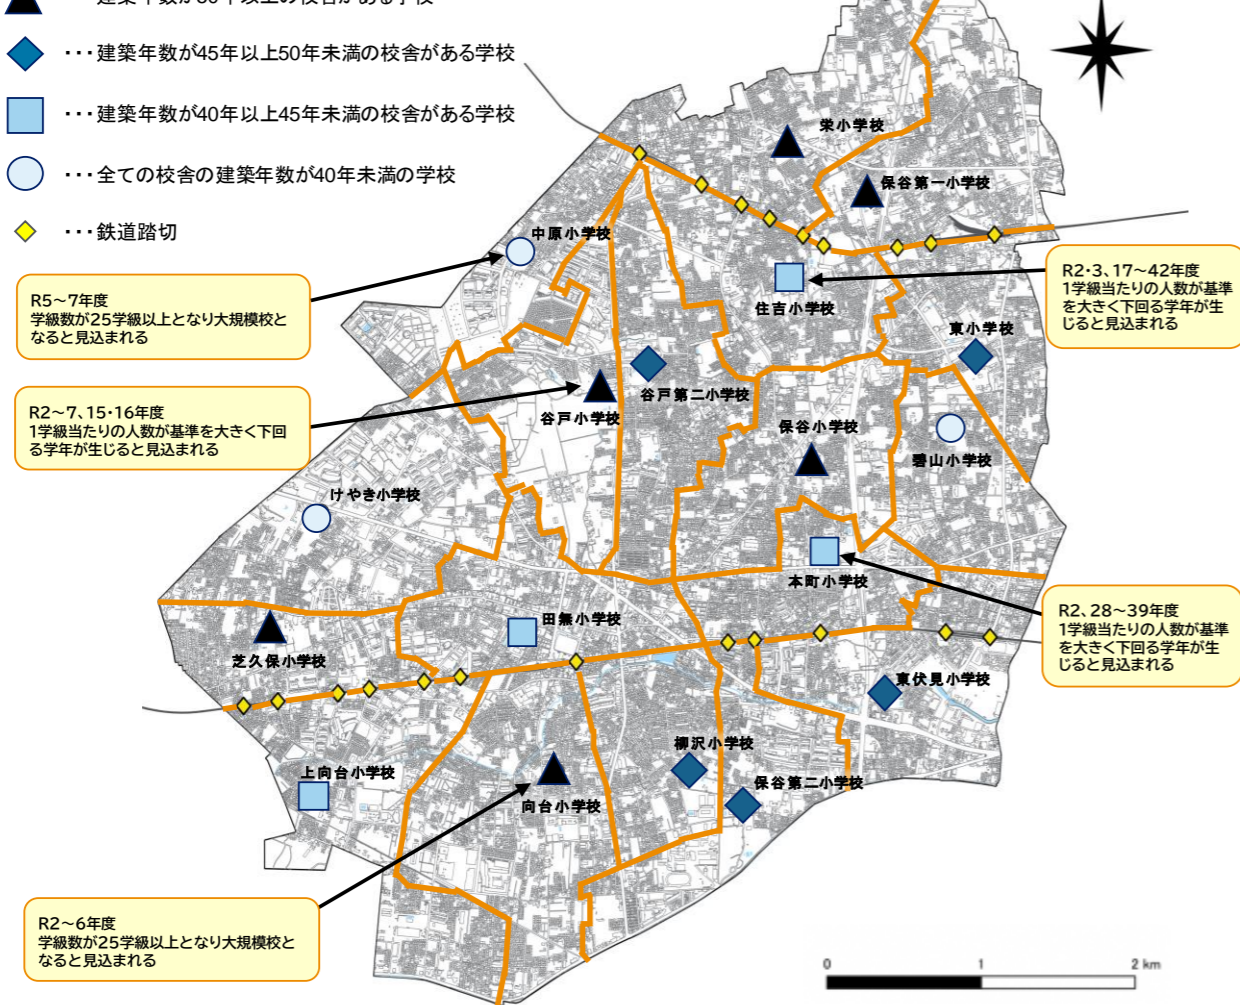 ・・・建築年数が50年以上の校舎がある学校
・・・建築年数が45年以上50年未満の校舎がある学校
・・・建築年数が40年以上45年未満の校舎がある学校
・・・全ての校舎の建築年数が40年未満の学校
・・・鉄道踏切
栄小学校
保谷第一小学校
中原小学校
R5～7年度
学級数が25学級以上となり大規模校と
なると見込まれる
住吉小学校
R2・3、17～42年度
1学級当たりの人数が基準
を大きく下回る学年が生
じると見込まれる
東小学校
R2～7、15・16年度
1学級当たりの人数が基準を大きく下回
る学年が生じると見込まれる
谷戸小学校
谷戸第二小学校
保谷小学校
碧山小学校
けやき小学校
本町小学校
田無小学校
芝久保小学校
R2、28～39年度
1学級当たりの人数が基準
を大きく下回る学年が生
じると見込まれる
東伏見小学校
柳沢小学校
保谷第二小学校
上向台小学校
向台小学校
R2～6年度
学級数が25学級以上となり大規模校と
なると見込まれる
0 1 2 km